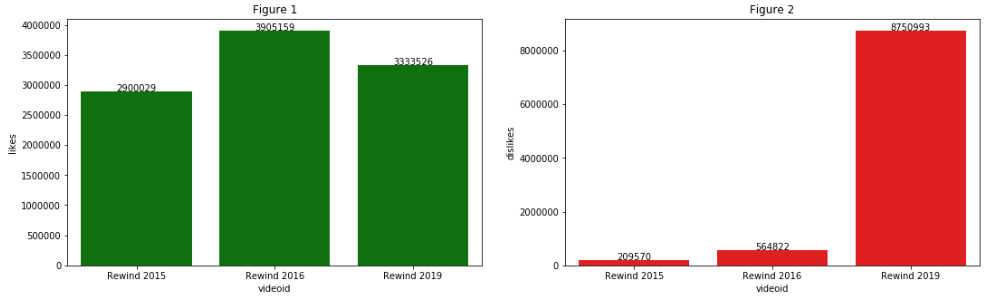 Figure 1
4000000
3500000
3000000
2500000
2000000
1500000
1000000
500000
0
likes
2900029
3905159
3333526
Rewind 2015
Rewind 2016
Rewind 2019
videoid
Figure 2
8000000
6000000
4000000
2000000
0
dislikes
209570
564822
8750993
Rewind 2015
Rewind 2016
Rewind 2019
videoid